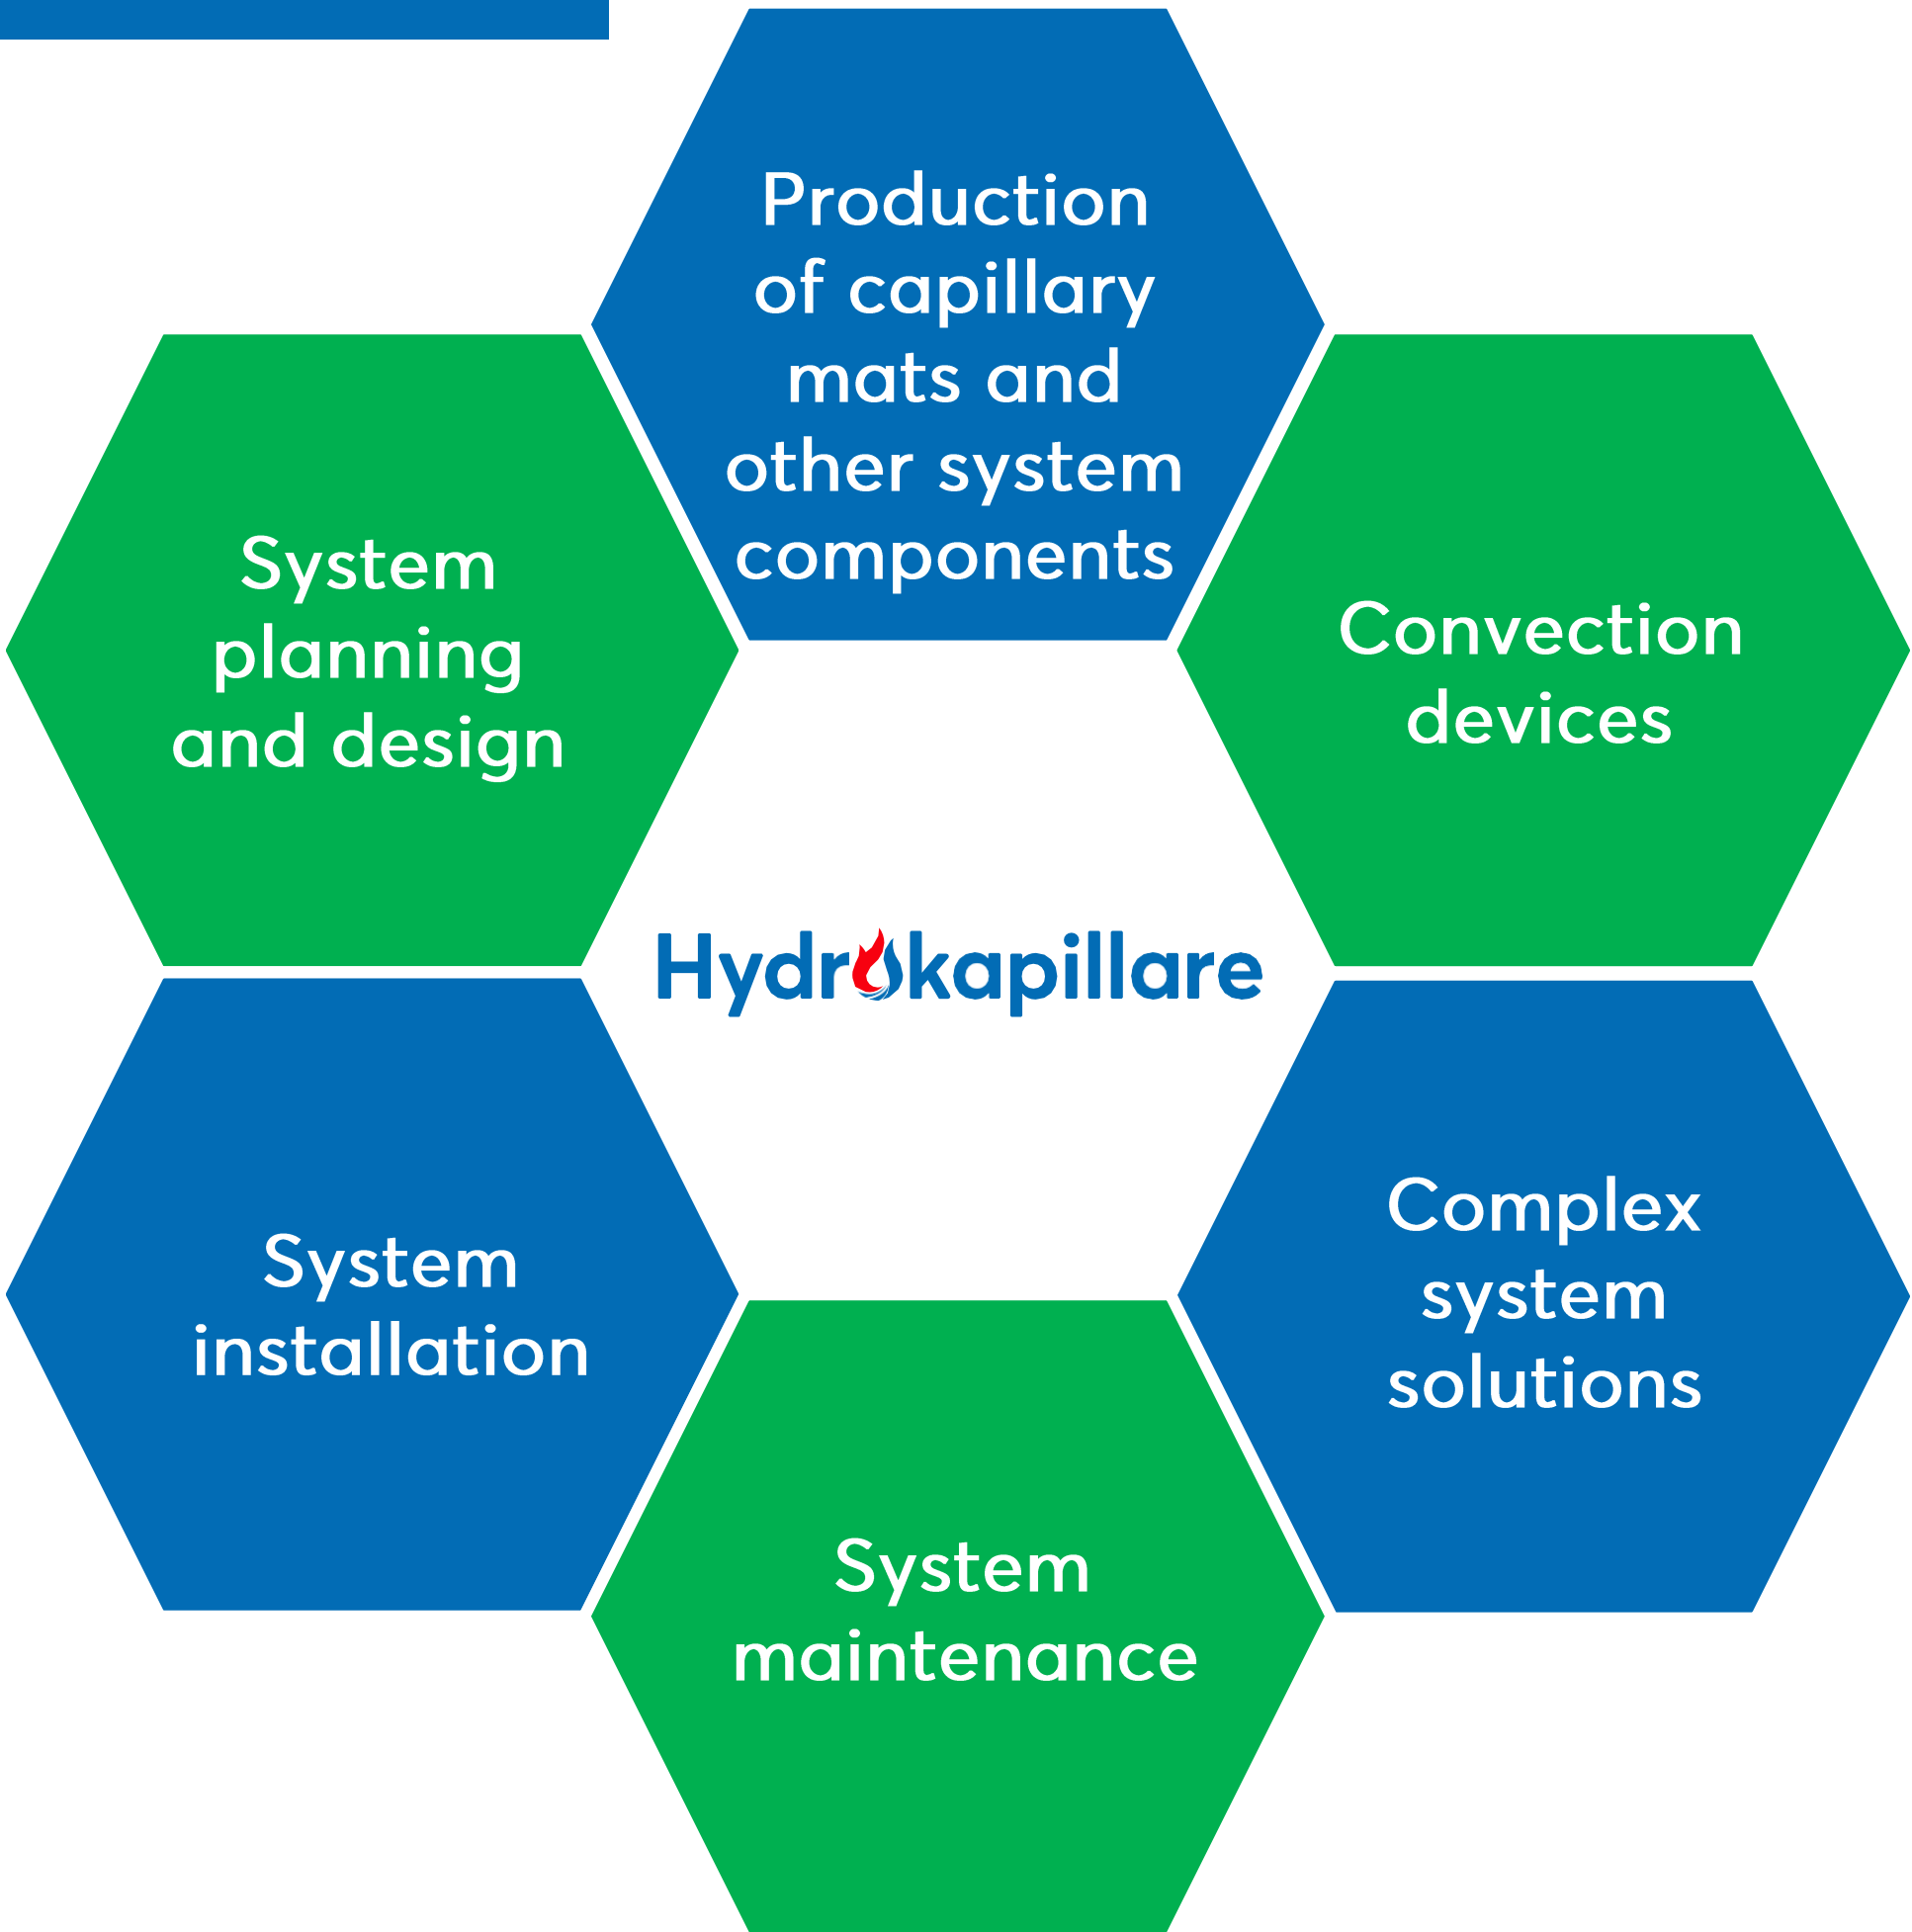 Production
of capillary
mats and
other system
components
System
planning
and design
Convection
devices
Hydrokapillare
System
installation
Complex
system
solutions
System
maintenance